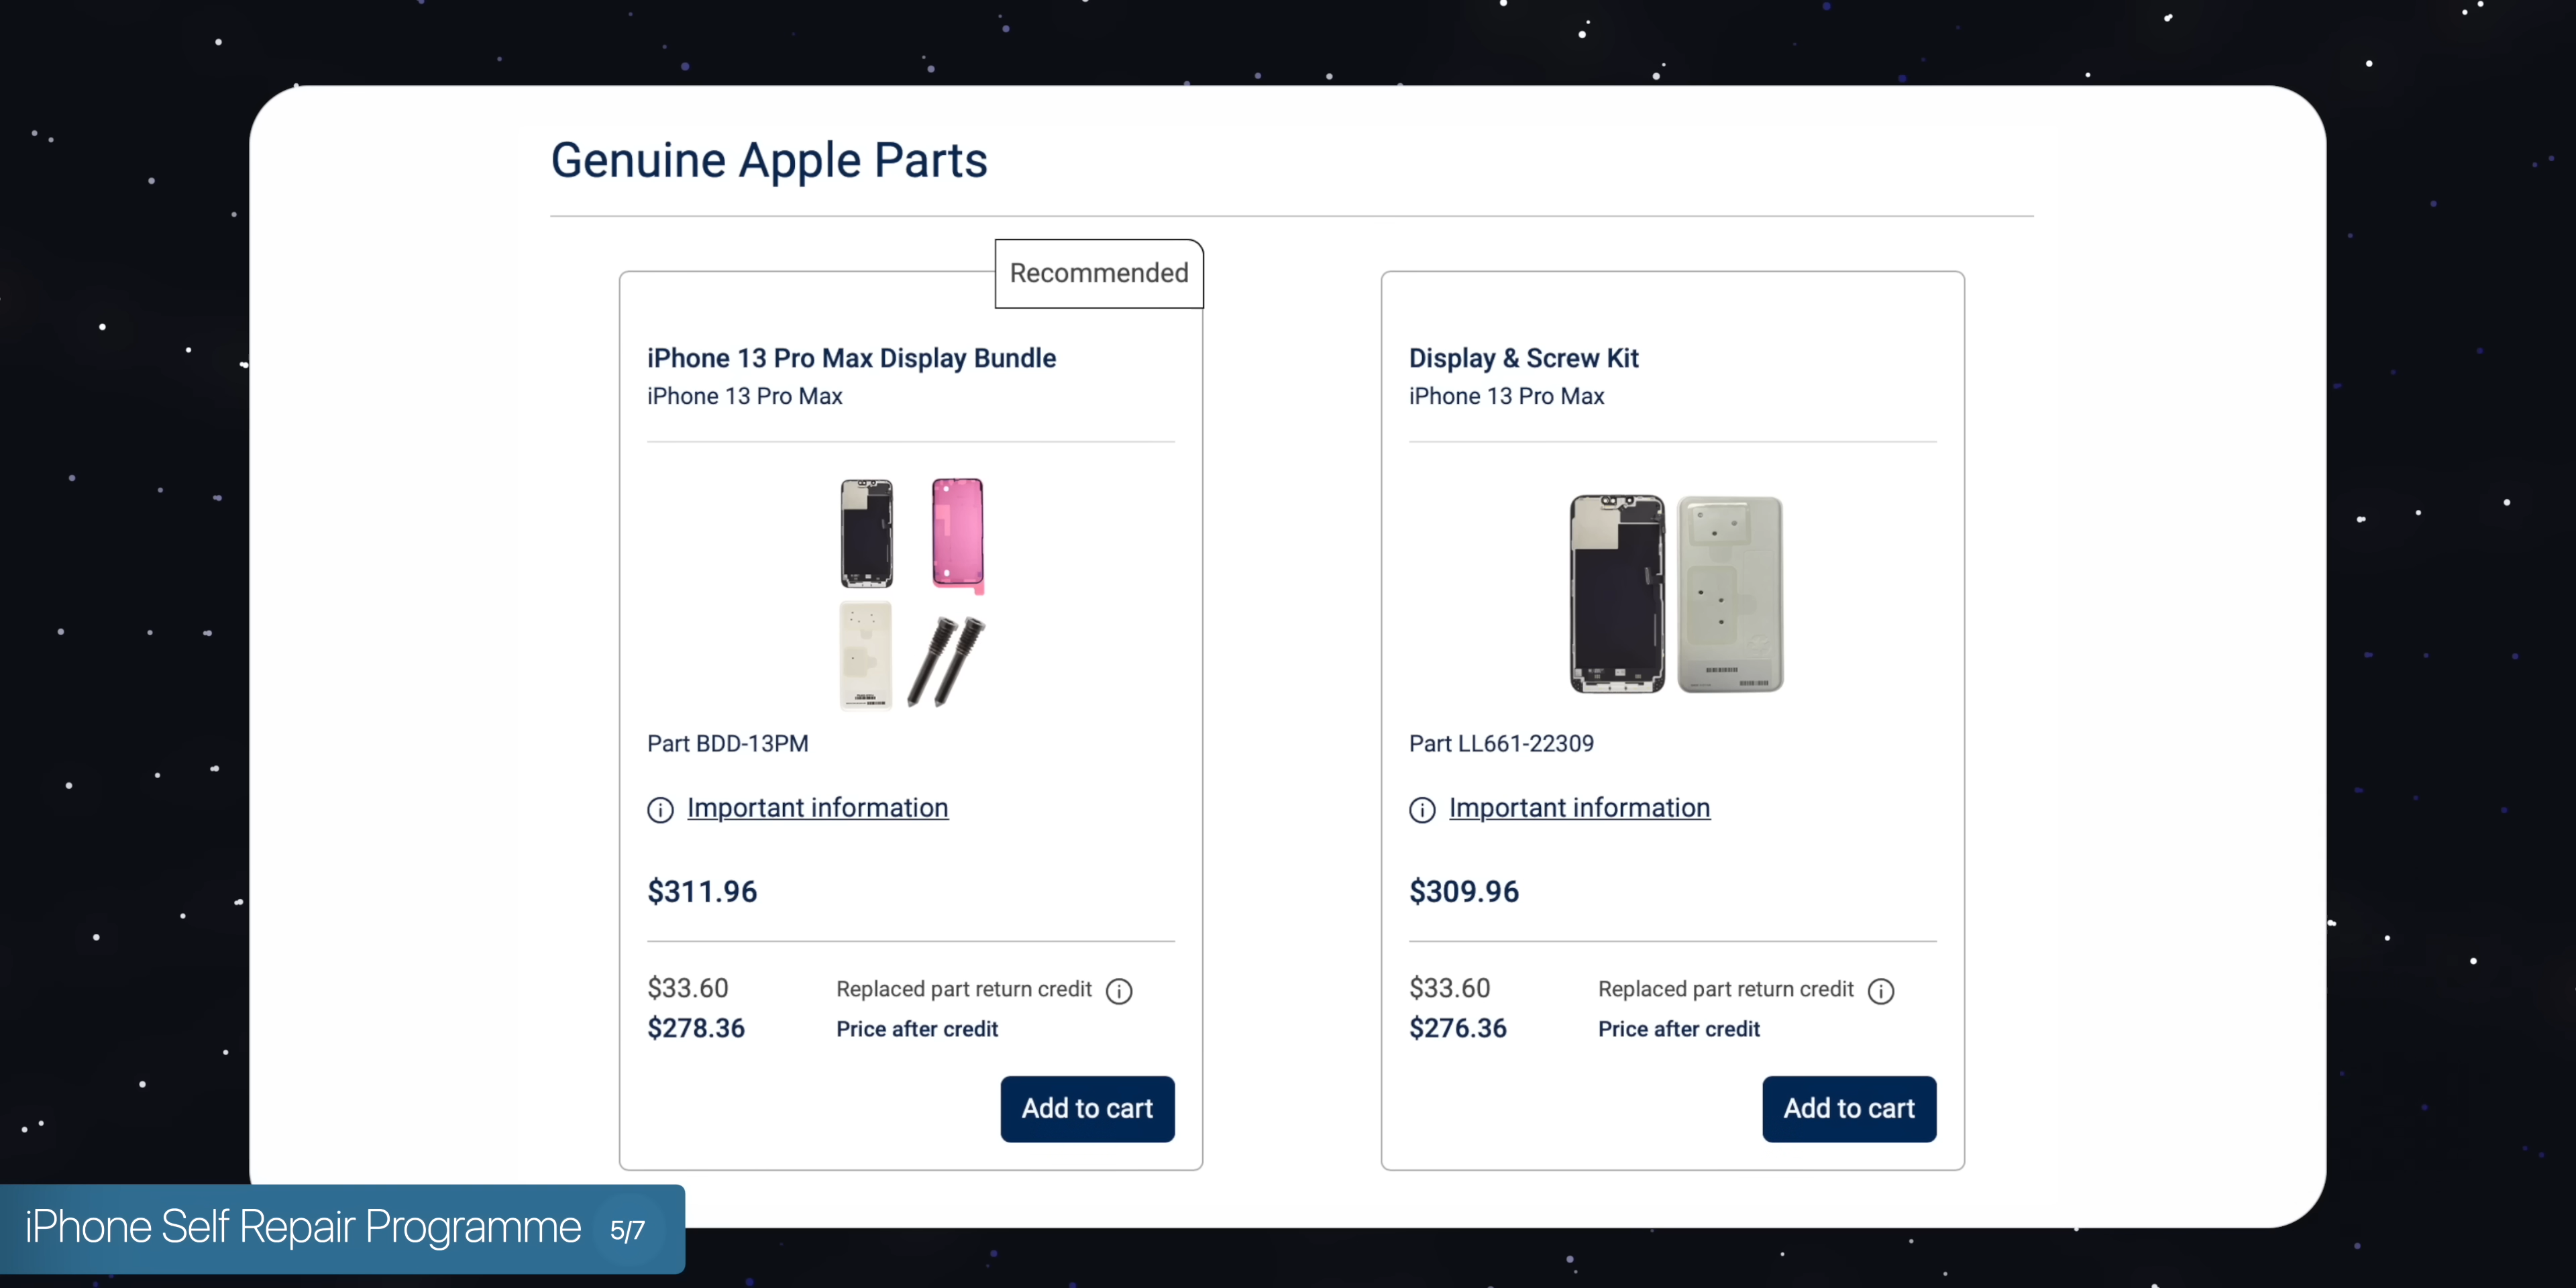 Genuine Apple Parts
Recommended
iPhone 13 Pro Max Display Bundle
iPhone 13 Pro Max
Part BDD-13PM
Important information
$311.96
$33.60 Replaced part return credit
$278.36 Price after credit
Add to cart
Display & Screw Kit
iPhone 13 Pro Max
Part LL661-22309
Important information
$309.96
$33.60 Replaced part return credit
$276.36 Price after credit
Add to cart
iPhone Self Repair Programme 5/7